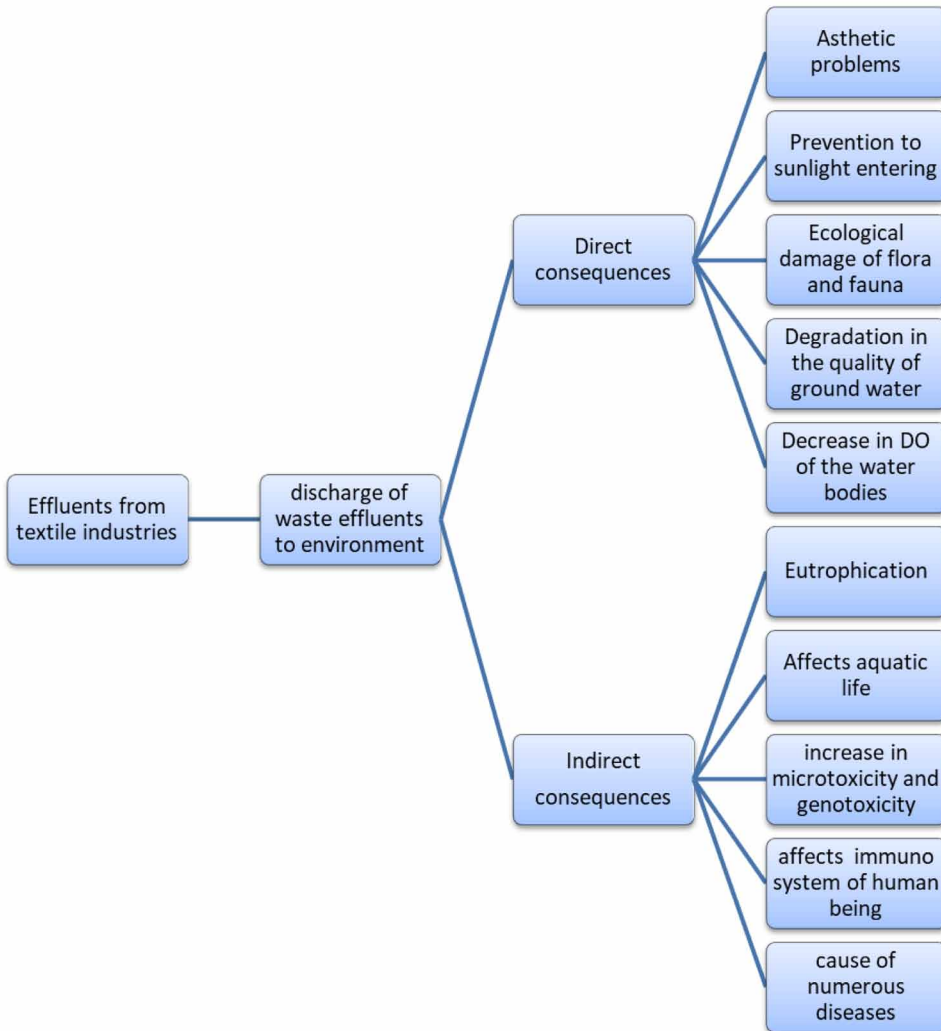 Effluents from
textile industries
discharge of
waste effluents
to environment
Direct
consequences
Asthetic
problems
Prevention to
sunlight entering
Ecological
damage of flora
and fauna
Degradation in
the quality of
ground water
Decrease in DO
of the water
bodies
Indirect
consequences
Eutrophication
Affects aquatic
life
increase in
microtoxicity and
genotoxicity
affects immuno
system of human
being
cause of
numerous
diseases